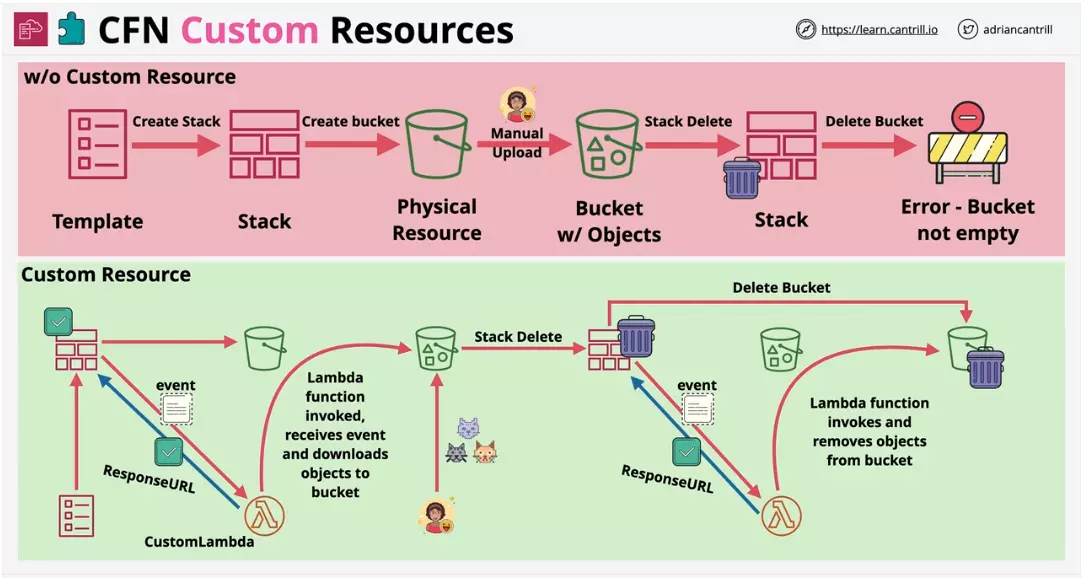 CFN Custom Resources
https://learn.cantrill.io
adriancantrill
w/o Custom Resource
Create Stack
Create bucket
Manual
Upload
Stack Delete
Delete Bucket
Template
Stack
Physical
Resource
Bucket
w/ Objects
Stack
Error - Bucket
not empty
Custom Resource
Delete Bucket
Stack Delete
event
Lambda
function
invoked,
receives event
and downloads
objects to
bucket
ResponseURL
CustomLambda
event
Lambda function
invokes and
removes objects
from bucket
ResponseURL